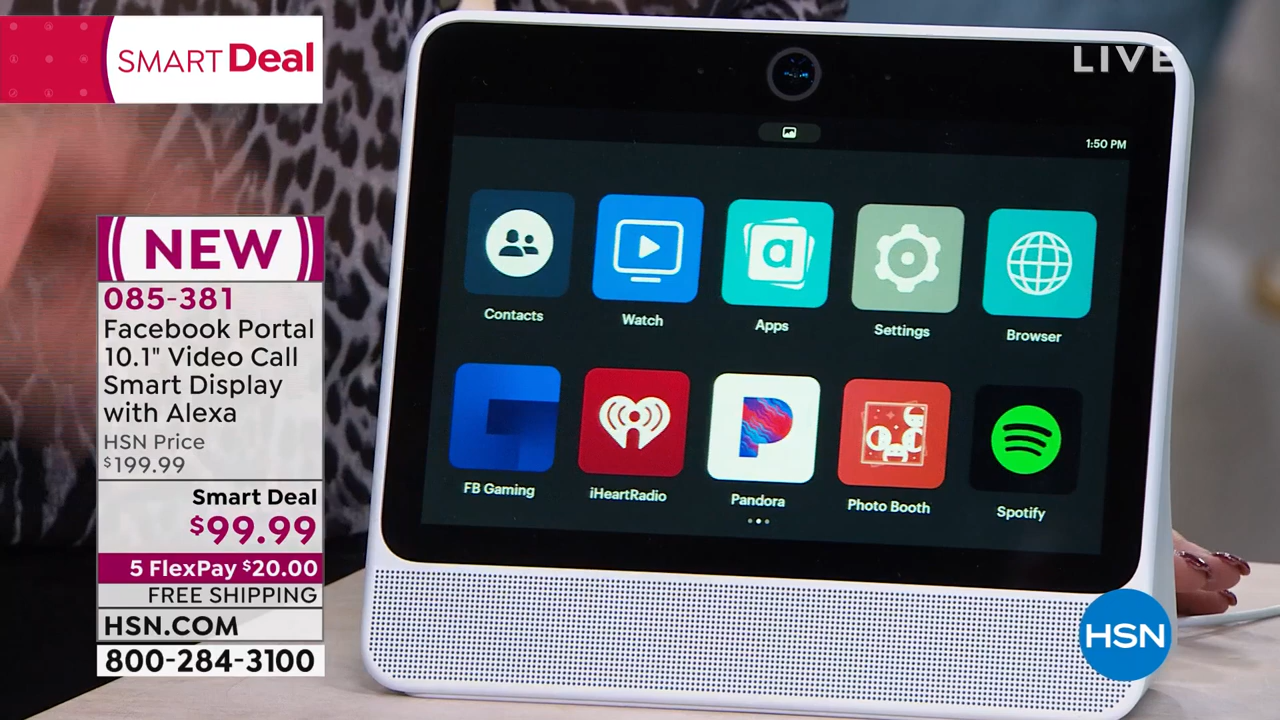 SMART Deal
LIVE
NEW
085-381
Facebook Portal
10.1" Video Call
Smart Display
with Alexa
HSN Price
$199.99
Smart Deal
$99.99
5 FlexPay $20.00
FREE SHIPPING
HSN.COM
800-284-3100
1:50 PM
Contacts
Watch
a
Apps
Settings
Browser
FB Gaming
iHeartRadio
P
Pandora
Photo Booth
Spotify
HSN